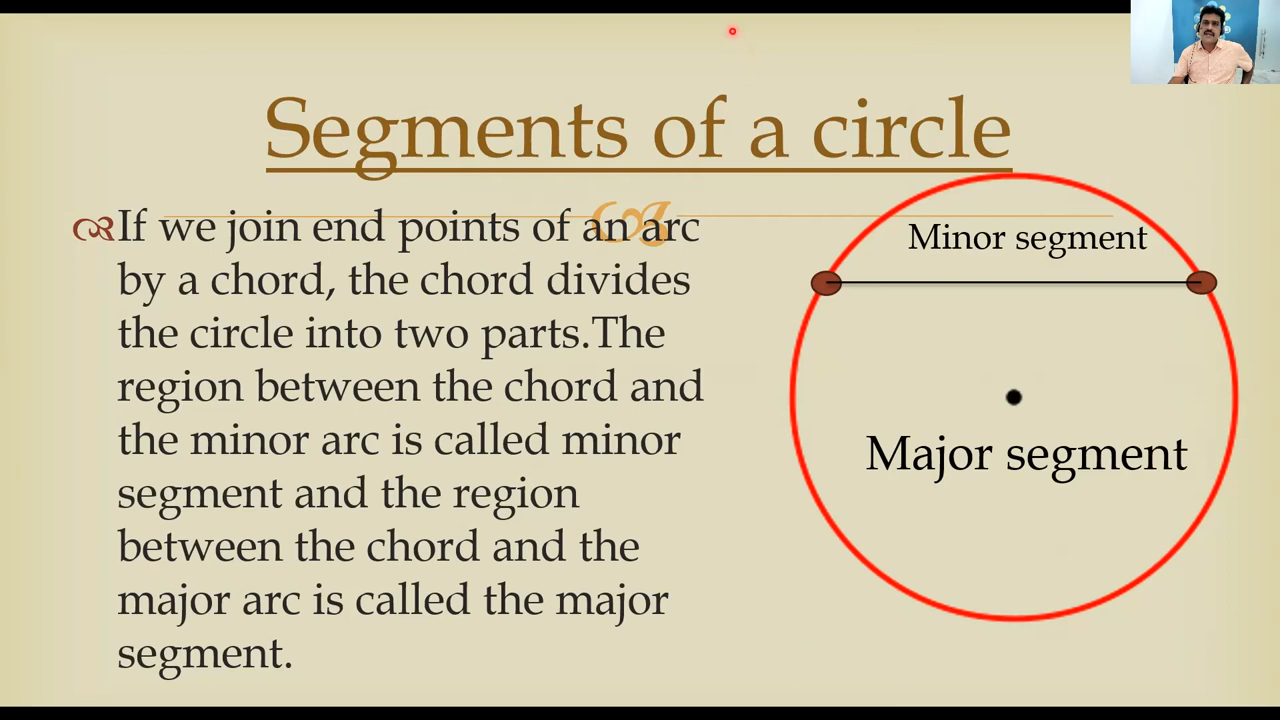 Segments of a circle
If we join end points of an arc
by a chord, the chord divides
the circle into two parts.The
region between the chord and
the minor arc is called minor
segment and the region
between the chord and the
major arc is called the major
segment.
Minor segment
Major segment